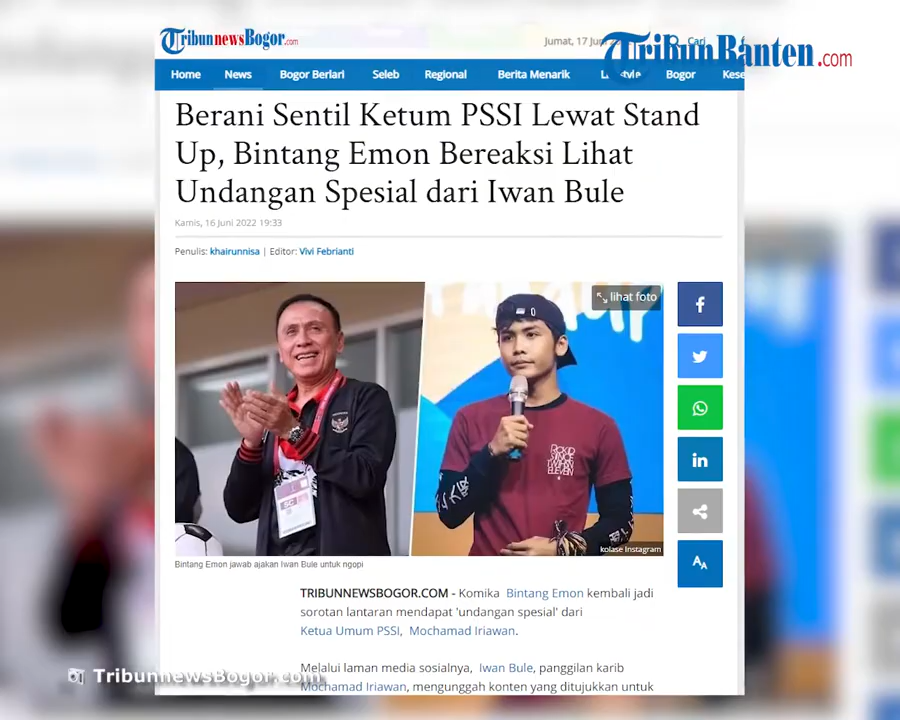 TribunnewsBogor.com
TribunBanten.com
Home News Bogor Berlari Seleb Regional Berita Menarik Bogor
Berani Sentil Ketum PSSI Lewat Stand
Up, Bintang Emon Bereaksi Lihat
Undangan Spesial dari Iwan Bule
Kamis, 16 Juni 2022 19:33
Penulis: khairunnisa | Editor: Vivi Febrianti
lihat foto
kolase Instagram
Bintang Emon jawab ajakan Iwan Bule untuk ngopi
TRIBUNNEWSBOGOR.COM - Komika Bintang Emon kembali jadi
sorotan lantaran mendapat 'undangan spesial' dari
Ketua Umum PSSI, Mochamad Iriawan.
Melalui laman media sosialnya, Iwan Bule, panggilan karib
Mochamad Iriawan, mengunggah konten yang ditujukkan untuk
TribunnewsBogor.com